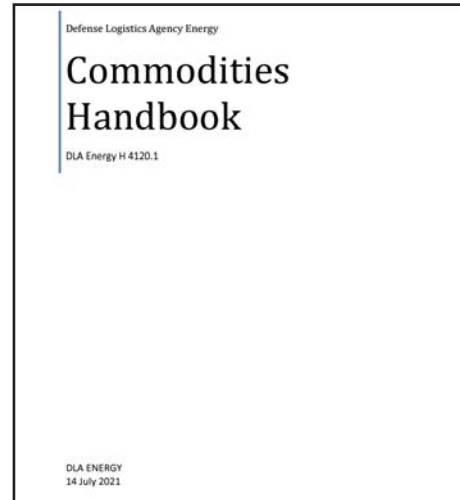 Defense Logistics Agency Energy
Commodities
Handbook
DLA Energy H 4120.1
DLA ENERGY
14 July 2021